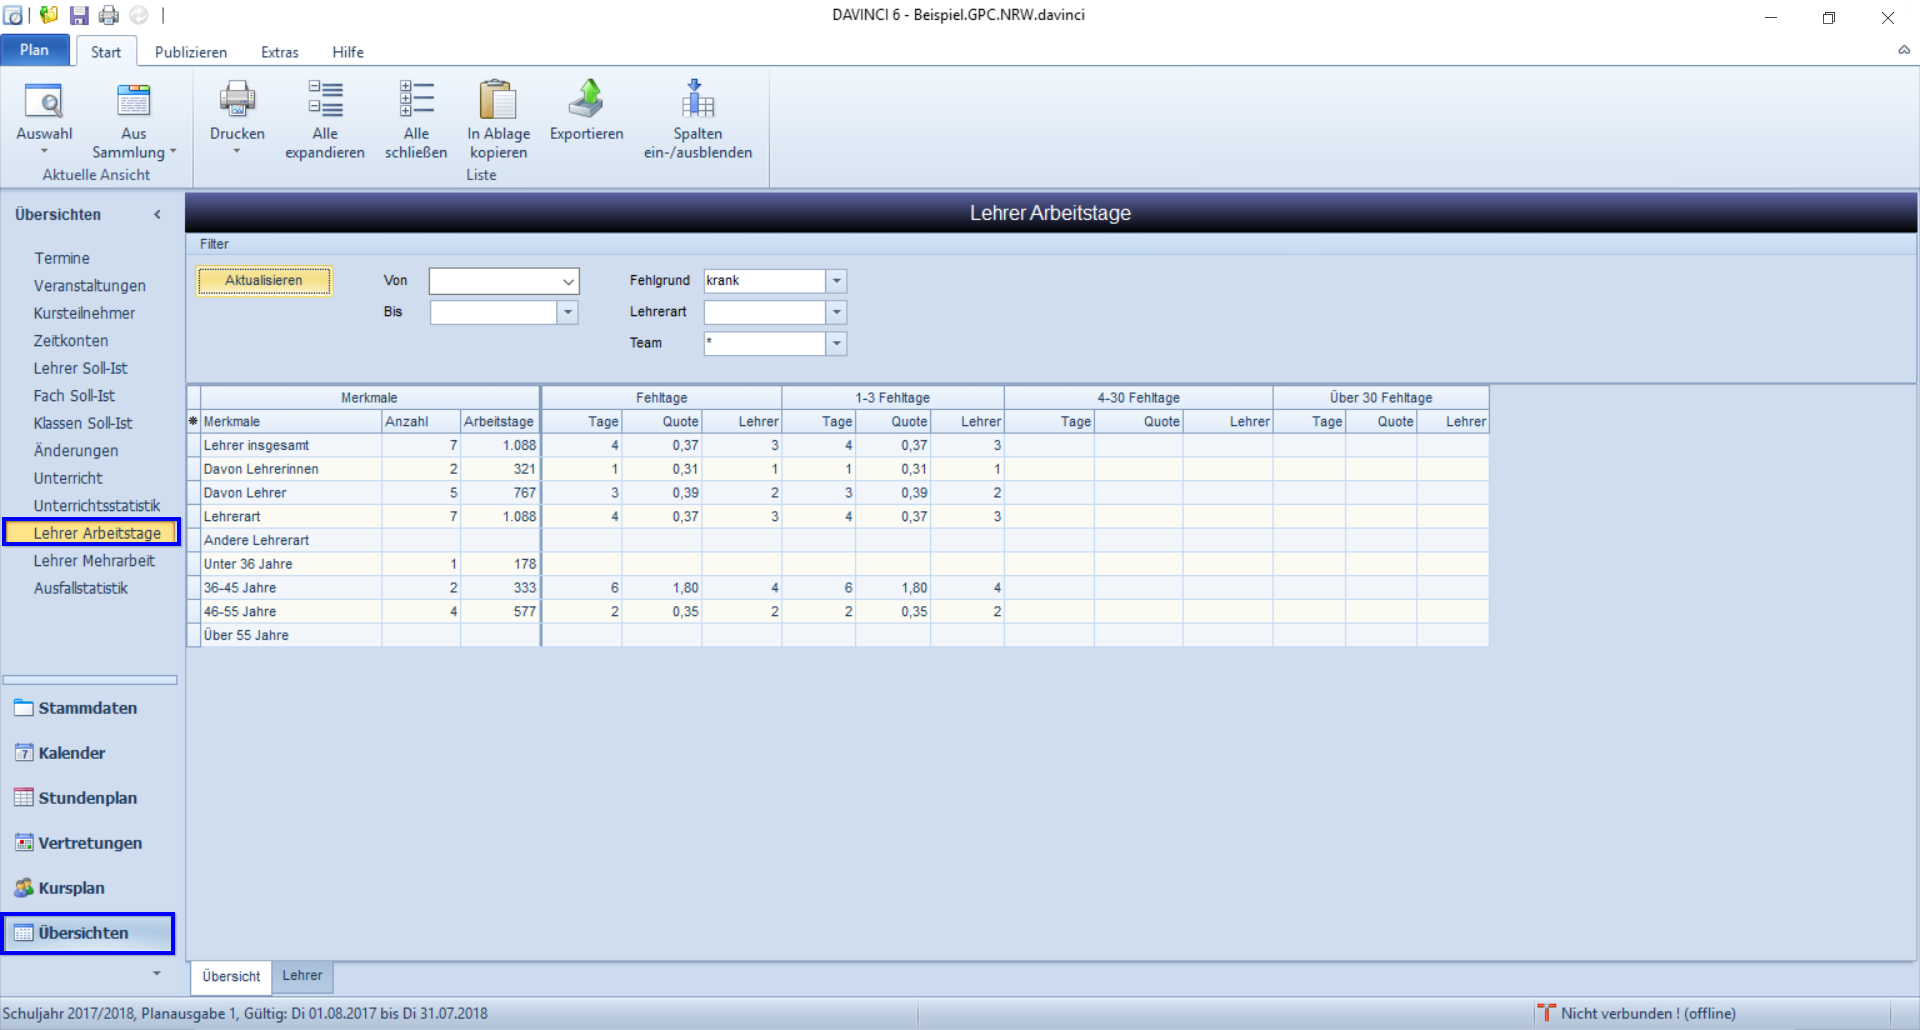 DAVINCI 6 - Beispiel.GPC.NRW.davinci
Plan Start Publizieren Extras Hilfe
Auswahl Aus Sammlung Drucken Alle expandieren Alle schließen In Ablage kopieren Exportieren Spalten ein-/ausblenden
Aktuelle Ansicht Liste
Übersichten
Termine
Veranstaltungen
Kursteilnehmer
Zeitkonten
Lehrer Soll-Ist
Fach Soll-Ist
Klassen Soll-Ist
Änderungen
Unterricht
Unterrichtsstatistik
Lehrer Arbeitstage
Lehrer Mehrarbeit
Ausfallstatistik
Stammdaten
7 Kalender
Stundenplan
Vertretungen
Kursplan
Übersichten
Lehrer Arbeitstage
Filter
Aktualisieren Von Fehlgrund krank
Bis Lehrerart
Team *
Merkmale Fehltage 1-3 Fehltage 4-30 Fehltage Über 30 Fehltage
Merkmale Anzahl Arbeitstage Tage Quote Lehrer Tage Quote Lehrer Tage Quote Lehrer Tage Quote Lehrer
Lehrer insgesamt 7 1.088 4 0,37 3 4 0,37 3
Davon Lehrerinnen 2 321 1 0,31 1 1 0,31 1
Davon Lehrer 5 767 3 0,39 2 3 0,39 2
Lehrerart 7 1.088 4 0,37 3 4 0,37 3
Andere Lehrerart
Unter 36 Jahre 1 178
36-45 Jahre 2 333 6 1,80 4 6 1,80 4
46-55 Jahre 4 577 2 0,35 2 2 0,35 2
Über 55 Jahre
Übersicht Lehrer
Schuljahr 2017/2018, Planausgabe 1, Gültig: Di 01.08.2017 bis Di 31.07.2018 Nicht verbunden ! (offline)